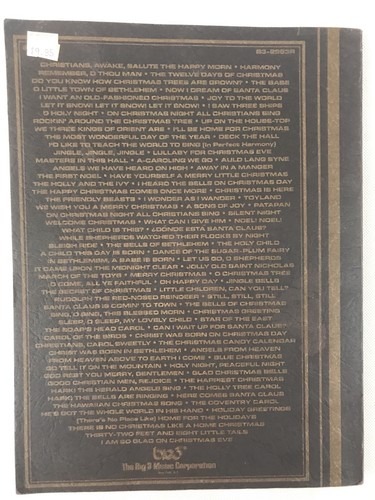 19.95
B3-2983A
CHRISTIANS, AWAKE, SALUTE THE HAPPY MORN • HARMONY
REMEMBER, O THOU MAN • THE TWELVE DAYS OF CHRISTMAS
DO YOU KNOW HOW CHRISTMAS TREES ARE GROWN? • THE BABE
O LITTLE TOWN OF BETHLEHEM • NOW I DREAM OF SANTA CLAUS
I WANT AN OLD-FASHIONED CHRISTMAS • JOY TO THE WORLD
LET IT SNOW! LET IT SNOW! LET IT SNOW! • I SAW THREE SHIPS
O HOLY NIGHT • ON CHRISTMAS NIGHT ALL CHRISTIANS SING
ROCKIN' AROUND THE CHRISTMAS TREE • UP ON THE HOUSE-TOP
WE THREE KINGS OF ORIENT ARE • I'LL BE HOME FOR CHRISTMAS
THE MOST WONDERFUL DAY OF THE YEAR • DECK THE HALL
I'D LIKE TO TEACH THE WORLD TO SING (In Perfect Harmony)
JINGLE, JINGLE, JINGLE • LULLABY FOR CHRISTMAS EVE
MASTERS IN THIS HALL • A-CAROLING WE GO • AULD LANG SYNE
ANGELS WE HAVE HEARD ON HIGH • AWAY IN A MANGER
THE FIRST NOEL • HAVE YOURSELF A MERRY LITTLE CHRISTMAS
THE HOLLY AND THE IVY • I HEARD THE BELLS ON CHRISTMAS DAY
THE HAPPY CHRISTMAS COMES ONCE MORE • CHRISTMAS IS HERE
THE FRIENDLY BEASTS • I WONDER AS I WANDER • TOYLAND
WE WISH YOU A MERRY CHRISTMAS • A SONG OF JOY • PATAPAN
ON CHRISTMAS NIGHT ALL CHRISTIANS SING • SILENT NIGHT
WELCOME CHRISTMAS • WHAT CAN I GIVE HIM • NOEL! NOEL!
WHAT CHILD IS THIS? • ¿DÓNDE ESTÁ SANTA CLAUS?
WHILE SHEPHERDS WATCHED THEIR FLOCKS BY NIGHT
SLEIGH RIDE • THE BELLS OF BETHLEHEM • THE HOLY CHILD
A CHILD THIS DAY IS BORN • DANCE OF THE SUGAR-PLUM FAIRY
IN BETHLEHEM, A BABE IS BORN • LET US GO, O SHEPHERDS
IT CAME UPON THE MIDNIGHT CLEAR • JOLLY OLD SAINT NICHOLAS
MARCH OF THE TOYS • MERRY CHRISTMAS • O CHRISTMAS TREE
O COME, ALL YE FAITHFUL • OH HAPPY DAY • JINGLE BELLS
THE SECRET OF CHRISTMAS • LITTLE CHILDREN, CAN YOU TELL?
RUDOLPH THE RED-NOSED REINDEER • STILL, STILL, STILL
SANTA CLAUS IS COMIN' TO TOWN • THE BELLS OF CHRISTMAS
SING, O SING, THIS BLESSED MORN • CHRISTMAS GREETING
SLEEP, O SLEEP, MY LOVELY CHILD • STAR OF THE EAST
THE BOAR'S HEAD CAROL • CAN I WAIT UP FOR SANTA CLAUS?
CAROL OF THE BIRDS • CHRIST WAS BORN ON CHRISTMAS DAY
CHRISTIANS, CAROL SWEETLY • THE CHRISTMAS CANDY CALENDAR
CHRIST WAS BORN IN BETHLEHEM • ANGELS FROM HEAVEN
FROM HEAVEN ABOVE TO EARTH I COME • BLUE CHRISTMAS
GO TELL IT ON THE MOUNTAIN • HOLY NIGHT, PEACEFUL NIGHT
GOD REST YOU MERRY, GENTLEMEN • GLAD CHRISTMAS BELLS
GOOD CHRISTIAN MEN, REJOICE • THE HAPPIEST CHRISTMAS
HARK! THE HERALD ANGELS SING • THE HOLLY TREE CAROL
HARK! THE BELLS ARE RINGING • HERE COMES SANTA CLAUS
THE HAWAIIAN CHRISTMAS SONG • THE COVENTRY CAROL
HE'S GOT THE WHOLE WORLD IN HIS HAND • HOLIDAY GREETINGS
(There's No Place Like) HOME FOR THE HOLIDAYS
THERE IS NO CHRISTMAS LIKE A HOME CHRISTMAS
THIRTY-TWO FEET AND EIGHT LITTLE TAILS
I AM SO GLAD ON CHRISTMAS EVE
big 3
The Big 3 Music Corporation